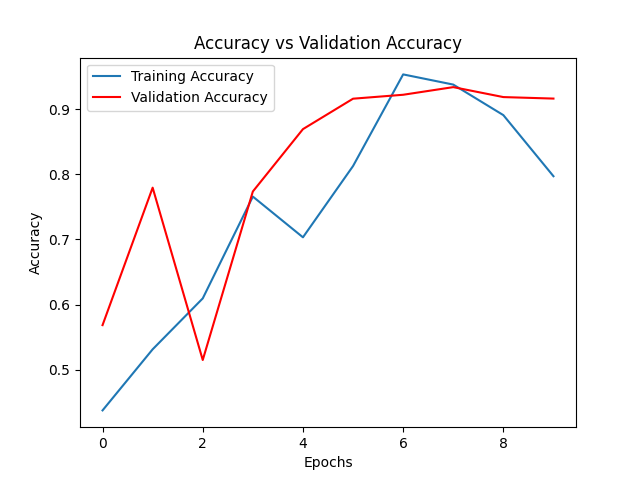 Accuracy vs Validation Accuracy
Training Accuracy
Validation Accuracy
0.9
0.8
0.7
0.6
0.5
Accuracy
0 2 4 6 8
Epochs